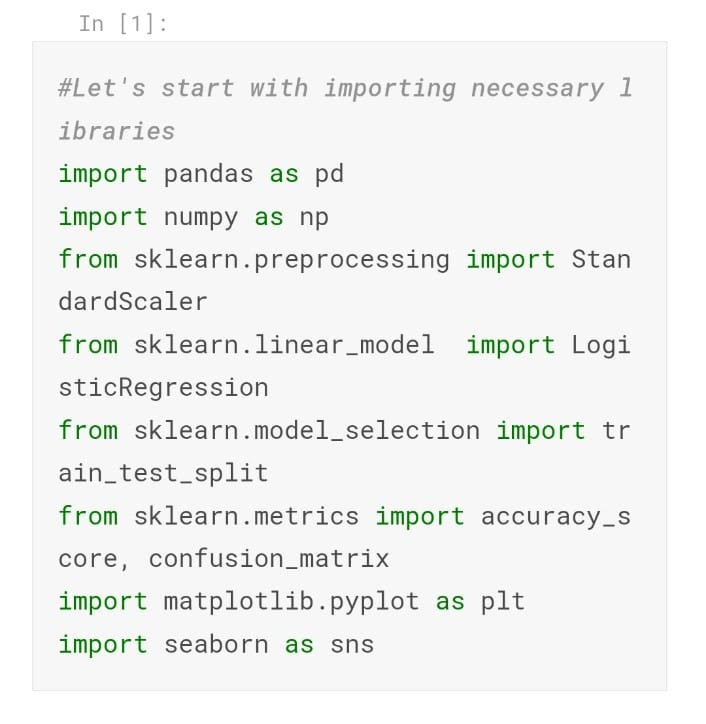 In [1]:
#Let's start with importing necessary l
ibraries
import pandas as pd
import numpy as np
from sklearn.preprocessing import Stan
dardScaler
from sklearn.linear_model  import Logi
sticRegression
from sklearn.model_selection import tr
ain_test_split
from sklearn.metrics import accuracy_s
core, confusion_matrix
import matplotlib.pyplot as plt
import seaborn as sns